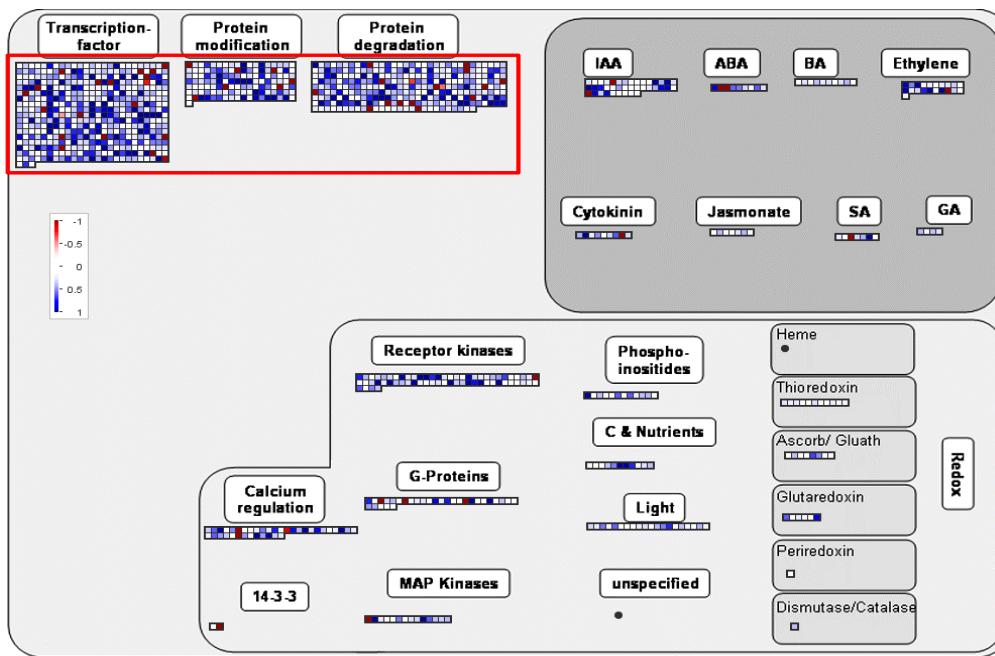 Transcription-
factor
Protein
modification
Protein
degradation
IAA
ABA
BA
Ethylene
Cytokinin
Jasmonate
SA
GA
-1
-0.5
0
0.5
1
Receptor kinases
Phospho-
inositides
C & Nutrients
Calcium
regulation
G-Proteins
Light
14-3-3
MAP Kinases
unspecified
Heme
Thioredoxin
Ascorb/ Gluath
Glutaredoxin
Periredoxin
Dismutase/Catalase
Redox